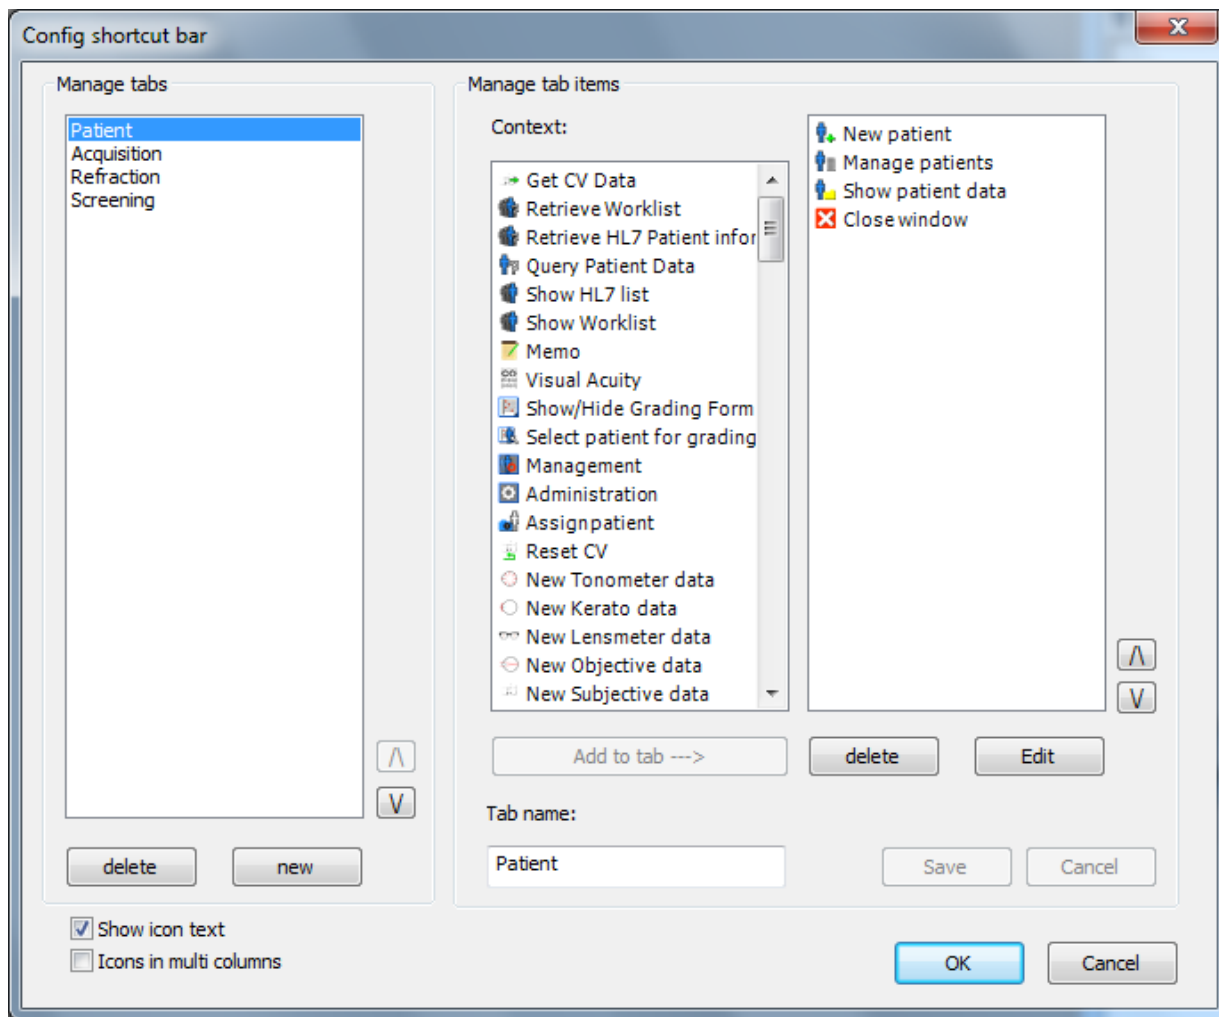 Config shortcut bar
Manage tabs
Patient
Acquisition
Refraction
Screening
/\
\/
delete
new
Manage tab items
Context:
Get CV Data
Retrieve Worklist
Retrieve HL7 Patient infor
Query Patient Data
Show HL7 list
Show Worklist
Memo
Visual Acuity
Show/Hide Grading Form
Select patient for grading
Management
Administration
Assignpatient
Reset CV
New Tonometer data
New Kerato data
New Lensmeter data
New Objective data
New Subjective data
New patient
Manage patients
Show patient data
Close window
/\
\/
Add to tab --->
delete
Edit
Tab name:
Patient
Save
Cancel
Show icon text
Icons in multi columns
OK
Cancel